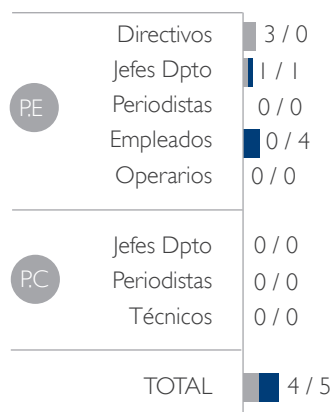 Directivos 3 / 0
Jefes Dpto 1 / 1
P.E Periodistas 0 / 0
Empleados 0 / 4
Operarios 0 / 0
Jefes Dpto 0 / 0
P.C Periodistas 0 / 0
Técnicos 0 / 0
TOTAL 4 / 5